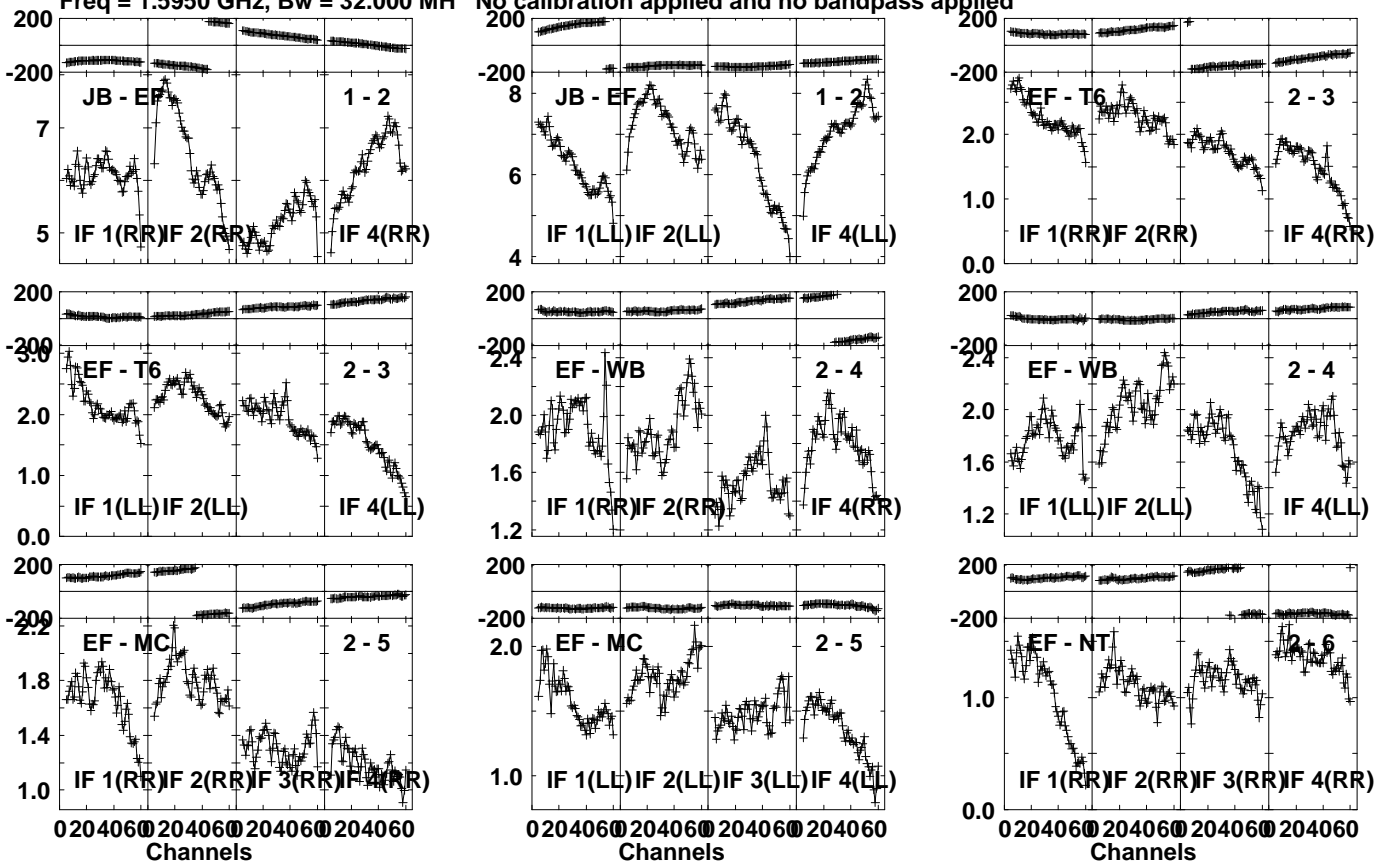 Freq = 1.5950 GHz, Bw = 32.000 MH No calibration applied and no bandpass applied
200
-200
JB - EF 1 - 2
7
5
IF 1(RR) IF 2(RR) IF 4(RR)
200
-200
JB - EF 1 - 2
8
6
4
IF 1(LL) IF 2(LL) IF 4(LL)
200
-200
EF - T6 2 - 3
2.0
1.0
0.0
IF 1(RR) IF 2(RR) IF 4(RR)
200
-200
3.0
EF - T6 2 - 3
2.0
1.0
0.0
IF 1(LL) IF 2(LL) IF 4(LL)
200
-200
2.4
EF - WB 2 - 4
2.0
1.6
1.2
IF 1(RR) IF 2(RR) IF 4(RR)
200
-200
2.4
EF - WB 2 - 4
2.0
1.6
1.2
IF 1(LL) IF 2(LL) IF 4(LL)
200
-200
2.2
EF - MC 2 - 5
1.8
1.4
1.0
IF 1(RR) IF 2(RR) IF 3(RR) IF 4(RR)
0 20 40 60 0 20 40 60 0 20 40 60 0 20 40 60
Channels
200
-200
EF - MC 2 - 5
2.0
1.0
IF 1(LL) IF 2(LL) IF 3(LL) IF 4(LL)
0 20 40 60 0 20 40 60 0 20 40 60 0 20 40 60
Channels
200
-200
EF - NT 2 - 6
1.0
0.0
IF 1(RR) IF 2(RR) IF 3(RR) IF 4(RR)
0 20 40 60 0 20 40 60 0 20 40 60 0 20 40 60
Channels